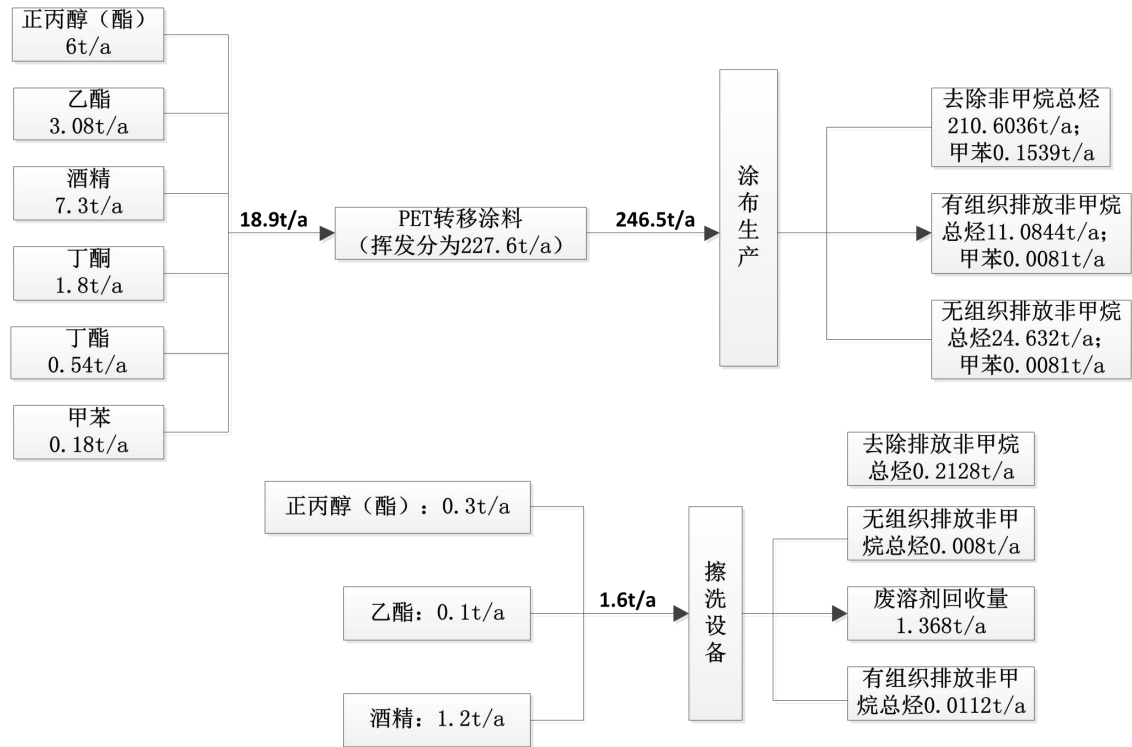 正丙醇（酯）
6t/a
乙酯
3.08t/a
酒精
7.3t/a
丁酮
1.8t/a
丁酯
0.54t/a
甲苯
0.18t/a
18.9t/a
PET转移涂料
（挥发分为227.6t/a）
246.5t/a
涂布生产
去除非甲烷总烃
210.6036t/a；
甲苯0.1539t/a
有组织排放非甲烷
总烃11.0844t/a；
甲苯0.0081t/a
无组织排放非甲烷
总烃24.632t/a；
甲苯0.0081t/a
正丙醇（酯）：0.3t/a
乙酯：0.1t/a
酒精：1.2t/a
1.6t/a
擦洗设备
去除排放非甲烷
总烃0.2128t/a
无组织排放非甲
烷总烃0.008t/a
废溶剂回收量
1.368t/a
有组织排放非甲
烷总烃0.0112t/a